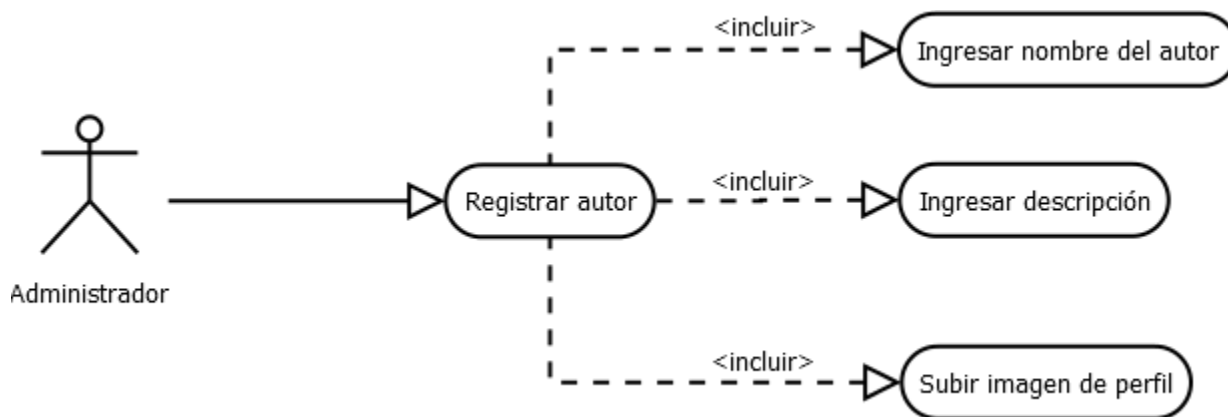 <incluir>
Ingresar nombre del autor
Registrar autor
<incluir>
Ingresar descripción
Administrador
<incluir>
Subir imagen de perfil